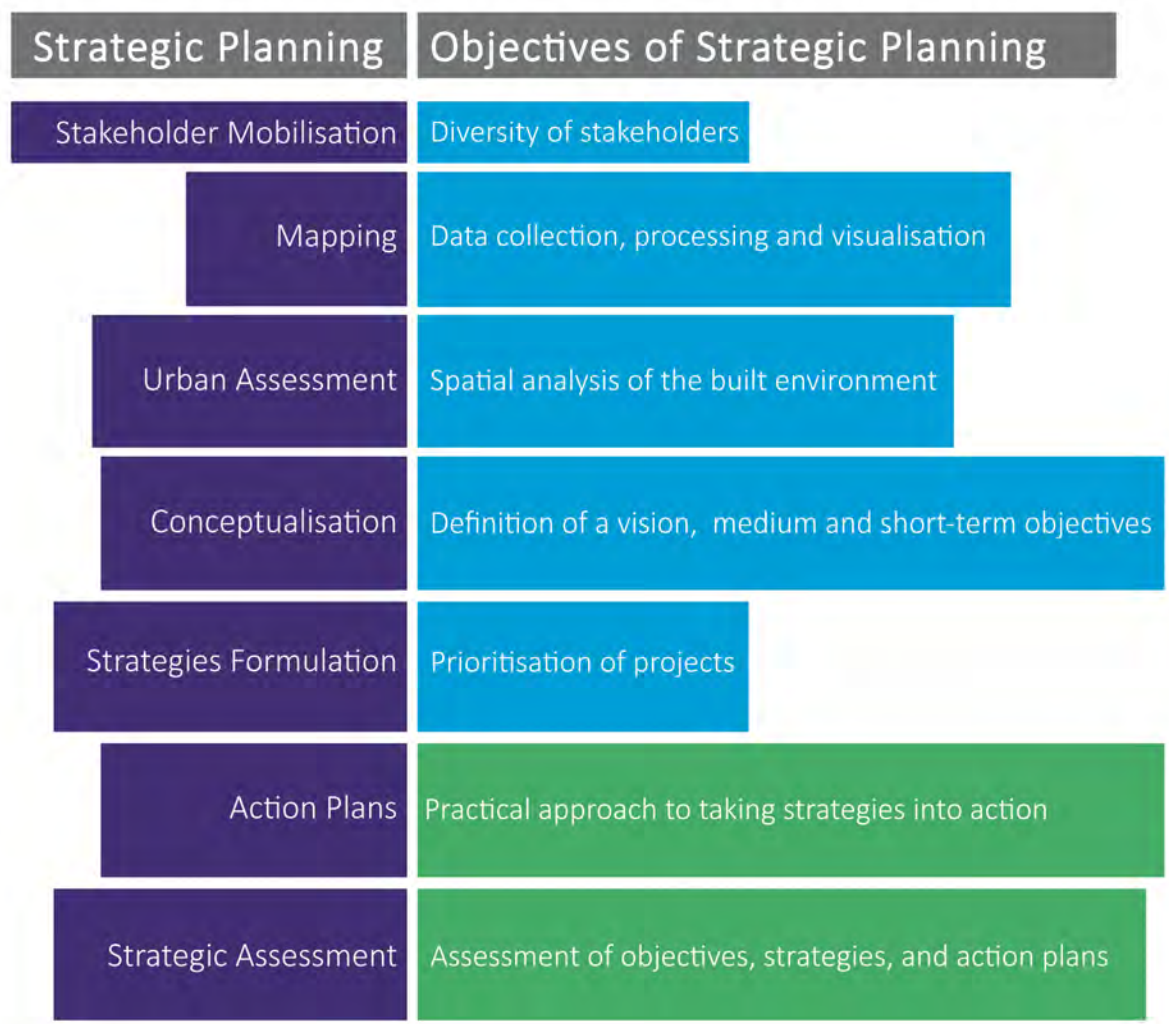 Strategic Planning
Objectives of Strategic Planning
Stakeholder Mobilisation
Diversity of stakeholders
Mapping
Data collection, processing and visualisation
Urban Assessment
Spatial analysis of the built environment
Conceptualisation
Definition of a vision, medium and short-term objectives
Strategies Formulation
Prioritisation of projects
Action Plans
Practical approach to taking strategies into action
Strategic Assessment
Assessment of objectives, strategies, and action plans